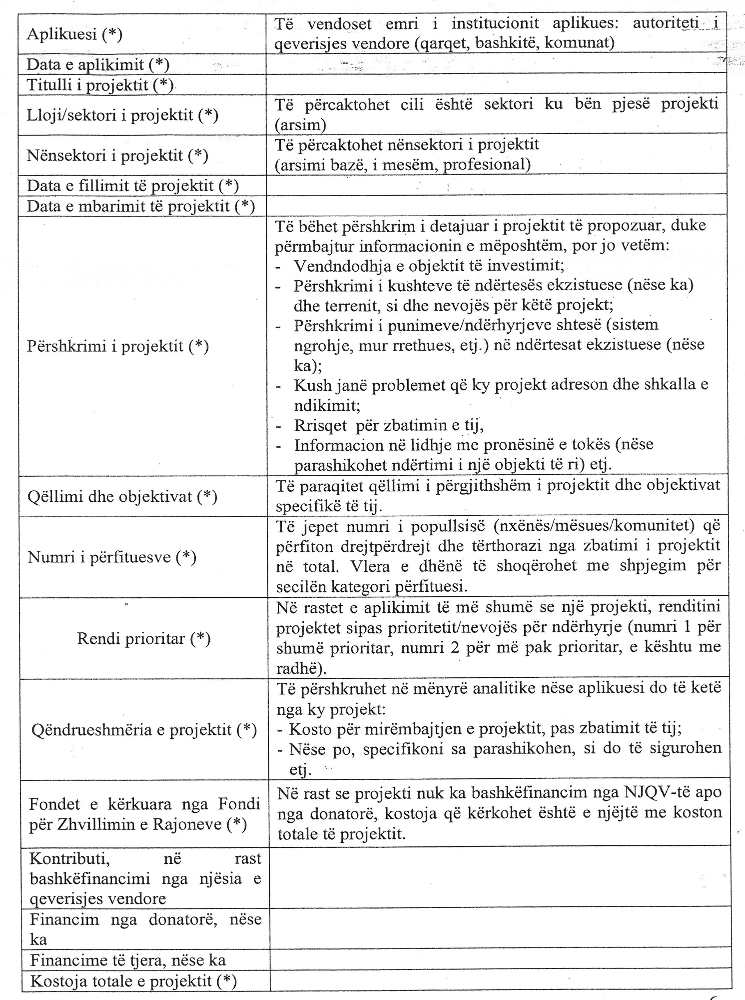 Aplikuesi (*)
Të vendoset emri i institucionit aplikues: autoriteti i
qeverisjes vendore (qarqet, bashkitë, komunat)
Data e aplikimit (*)
Titulli i projektit (*)
Lloji/sektori i projektit (*)
Të përcaktohet cili është sektori ku bën pjesë projekti
(arsim)
Nënsektori i projektit (*)
Të përcaktohet nënsektori i projektit
(arsimi bazë, i mesëm, profesional)
Data e fillimit të projektit (*)
Data e mbarimit të projektit (*)
Përshkrimi i projektit (*)
Të bëhet përshkrim i detajuar i projektit të propozuar, duke
përmbajtur informacionin e mëposhtëm, por jo vetëm:
- Vendndodhja e objektit të investimit;
- Përshkrimi i kushteve të ndërtesës ekzistuese (nëse ka)
dhe terrenit, si dhe nevojës për këtë projekt;
- Përshkrimi i punimeve/ndërhyrjeve shtesë (sistem
ngrohje, mur rrethues, etj.) në ndërtesat ekzistuese (nëse
ka);
- Kush janë problemet që ky projekt adreson dhe shkalla e
ndikimit;
- Rrisqet për zbatimin e tij,
- Informacion në lidhje me pronësinë e tokës (nëse
parashikohet ndërtimi i një objekti të ri) etj.
Qëllimi dhe objektivat (*)
Të paraqitet qëllimi i përgjithshëm i projektit dhe objektivat
specifikë të tij.
Numri i përfituesve (*)
Të jepet numri i popullsisë (nxënës/mësues/komunitet) që
përfiton drejtpërdrejt dhe tërthorazi nga zbatimi i projektit
në total. Vlera e dhënë të shoqërohet me shpjegim për
secilën kategori përfituesi.
Rendi prioritar (*)
Në rastet e aplikimit të më shumë se një projekti, renditini
projektet sipas prioritetit/nevojës për ndërhyrje (numri 1 për
shumë prioritar, numri 2 për më pak prioritar, e kështu me
radhë).
Qëndrueshmëria e projektit (*)
Të përshkruhet në mënyrë analitike nëse aplikuesi do të ketë
nga ky projekt:
- Kosto për mirëmbajtjen e projektit, pas zbatimit të tij;
- Nëse po, specifikoni sa parashikohen, si do të sigurohen
etj.
Fondet e kërkuara nga Fondi
për Zhvillimin e Rajoneve (*)
Në rast se projekti nuk ka bashkëfinancim nga NJQV-të apo
nga donatorë, kostoja që kërkohet është e njëjtë me koston
totale të projektit.
Kontributi, në rast
bashkëfinancimi nga njësia e
qeverisjes vendore
Financim nga donatorë, nëse
ka
Financime të tjera, nëse ka
Kostoja totale e projektit (*)